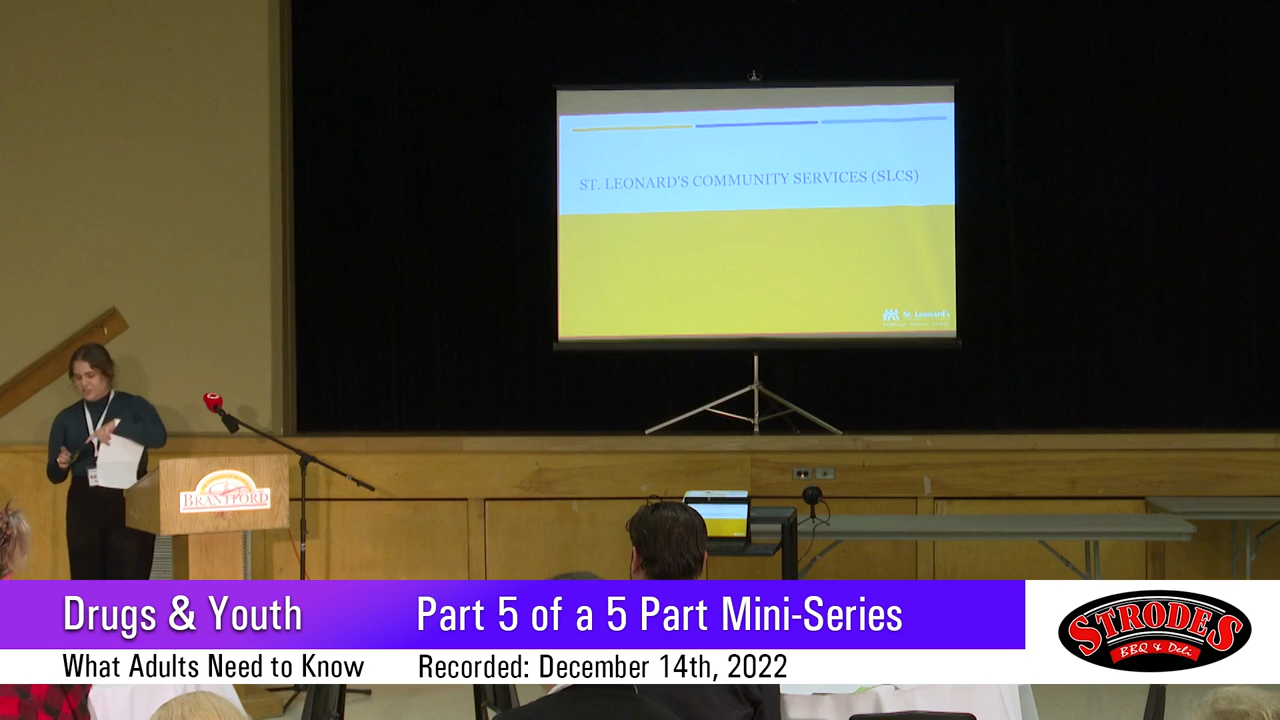 ST. LEONARD'S COMMUNITY SERVICES (SLCS)
St. Leonard's
BRANTFORD
Drugs & Youth
Part 5 of a 5 Part Mini-Series
What Adults Need to Know
Recorded: December 14th, 2022
STRODES
BBQ & Deli